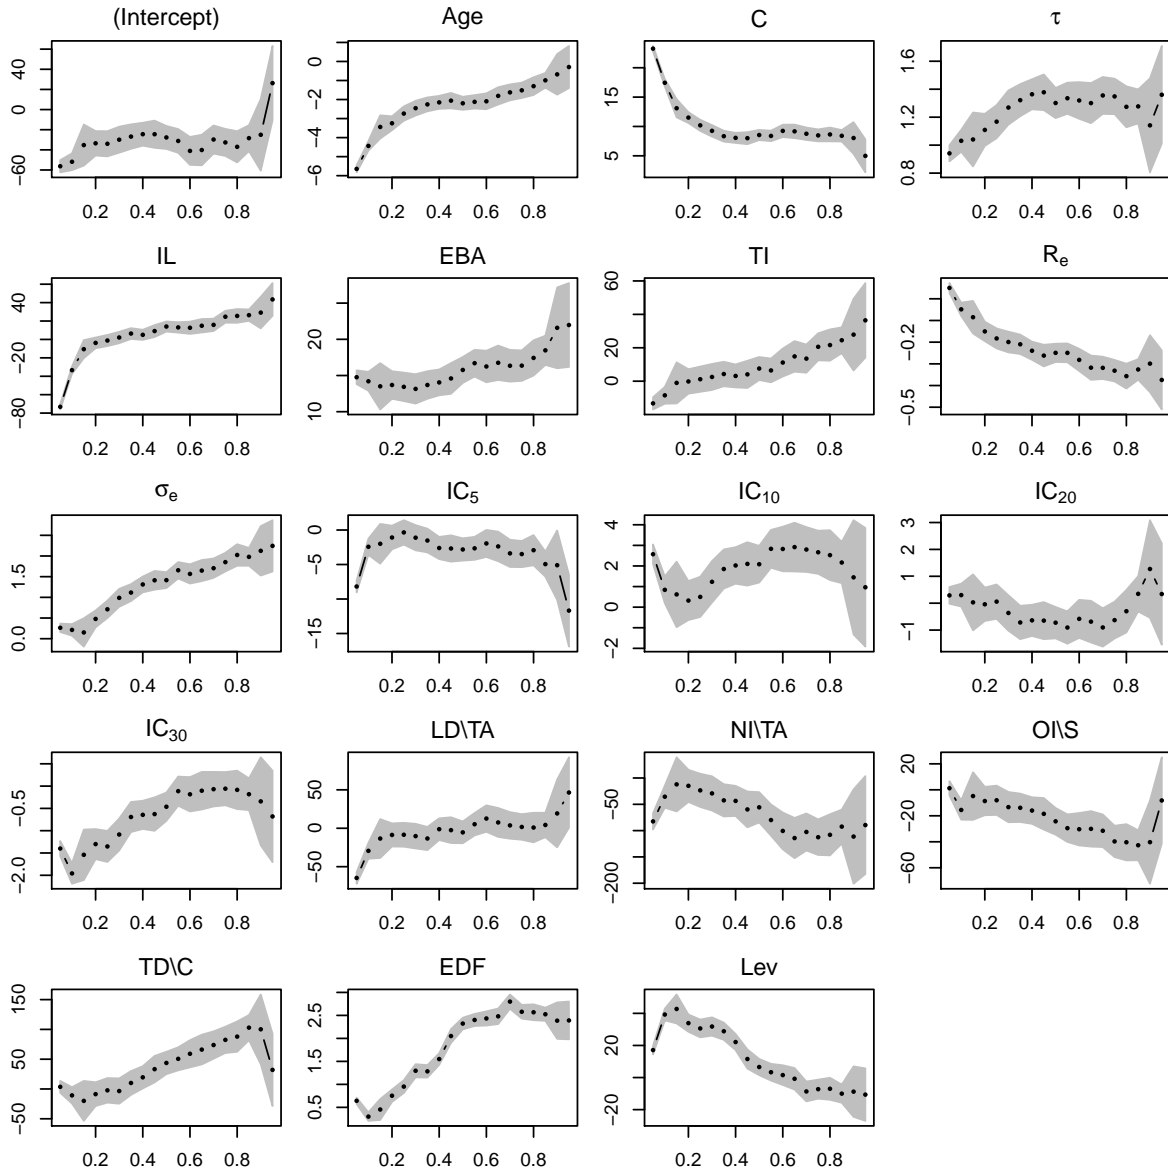 (Intercept) Age C τ
40 0 −60
0 −2 −4 −6
15 5
1.6 1.2 0.8
0.2 0.4 0.6 0.8 0.2 0.4 0.6 0.8 0.2 0.4 0.6 0.8 0.2 0.4 0.6 0.8
IL EBA TI Rₑ
40 −20 −80
20 10
60 20 0
−0.2 −0.5
0.2 0.4 0.6 0.8 0.2 0.4 0.6 0.8 0.2 0.4 0.6 0.8 0.2 0.4 0.6 0.8
σₑ IC₅ IC₁₀ IC₂₀
1.5 0.0
0 −5 −15
4 2 0 −2
3 1 −1
0.2 0.4 0.6 0.8 0.2 0.4 0.6 0.8 0.2 0.4 0.6 0.8 0.2 0.4 0.6 0.8
IC₃₀ LD\TA NI\TA OI\S
−0.5 −2.0
50 0 −50
−50 −200
20 −20 −60
0.2 0.4 0.6 0.8 0.2 0.4 0.6 0.8 0.2 0.4 0.6 0.8 0.2 0.4 0.6 0.8
TD\C EDF Lev
150 50 −50
2.5 1.5 0.5
20 −20
0.2 0.4 0.6 0.8 0.2 0.4 0.6 0.8 0.2 0.4 0.6 0.8